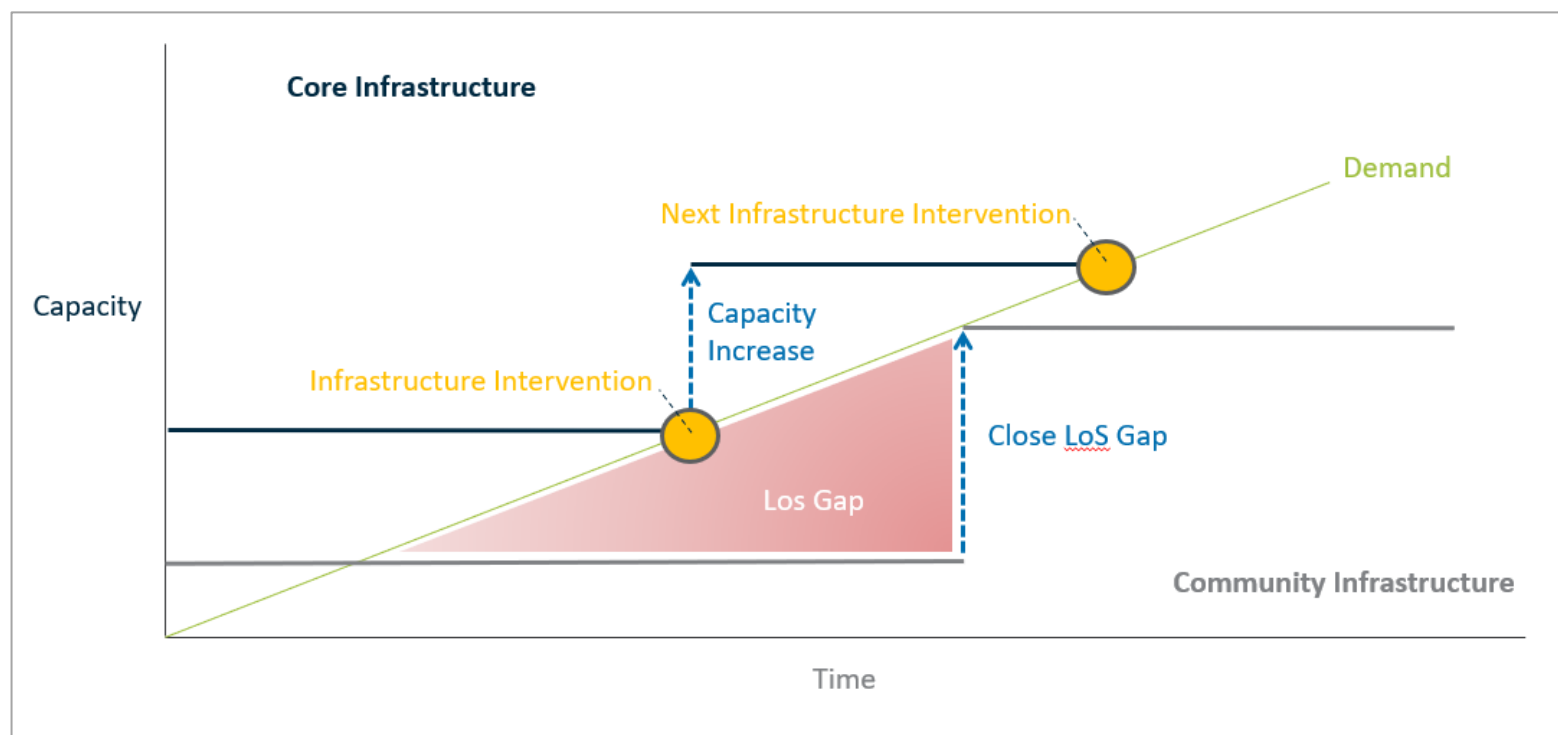 Core Infrastructure
Demand
Next Infrastructure Intervention
Capacity
Capacity
Increase
Infrastructure Intervention
Close LoS Gap
Los Gap
Community Infrastructure
Time